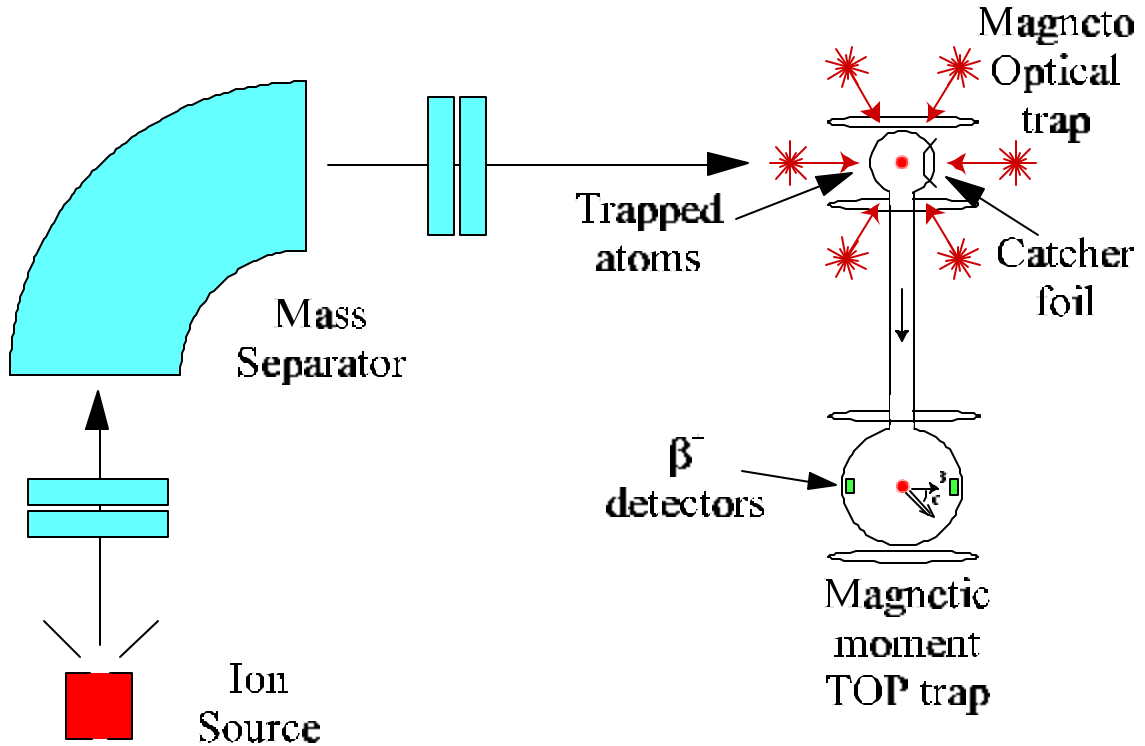 Magneto
Optical
trap
Trapped
atoms
Catcher
foil
Mass
Separator
β⁻
detectors
Magnetic
moment
TOP trap
Ion
Source